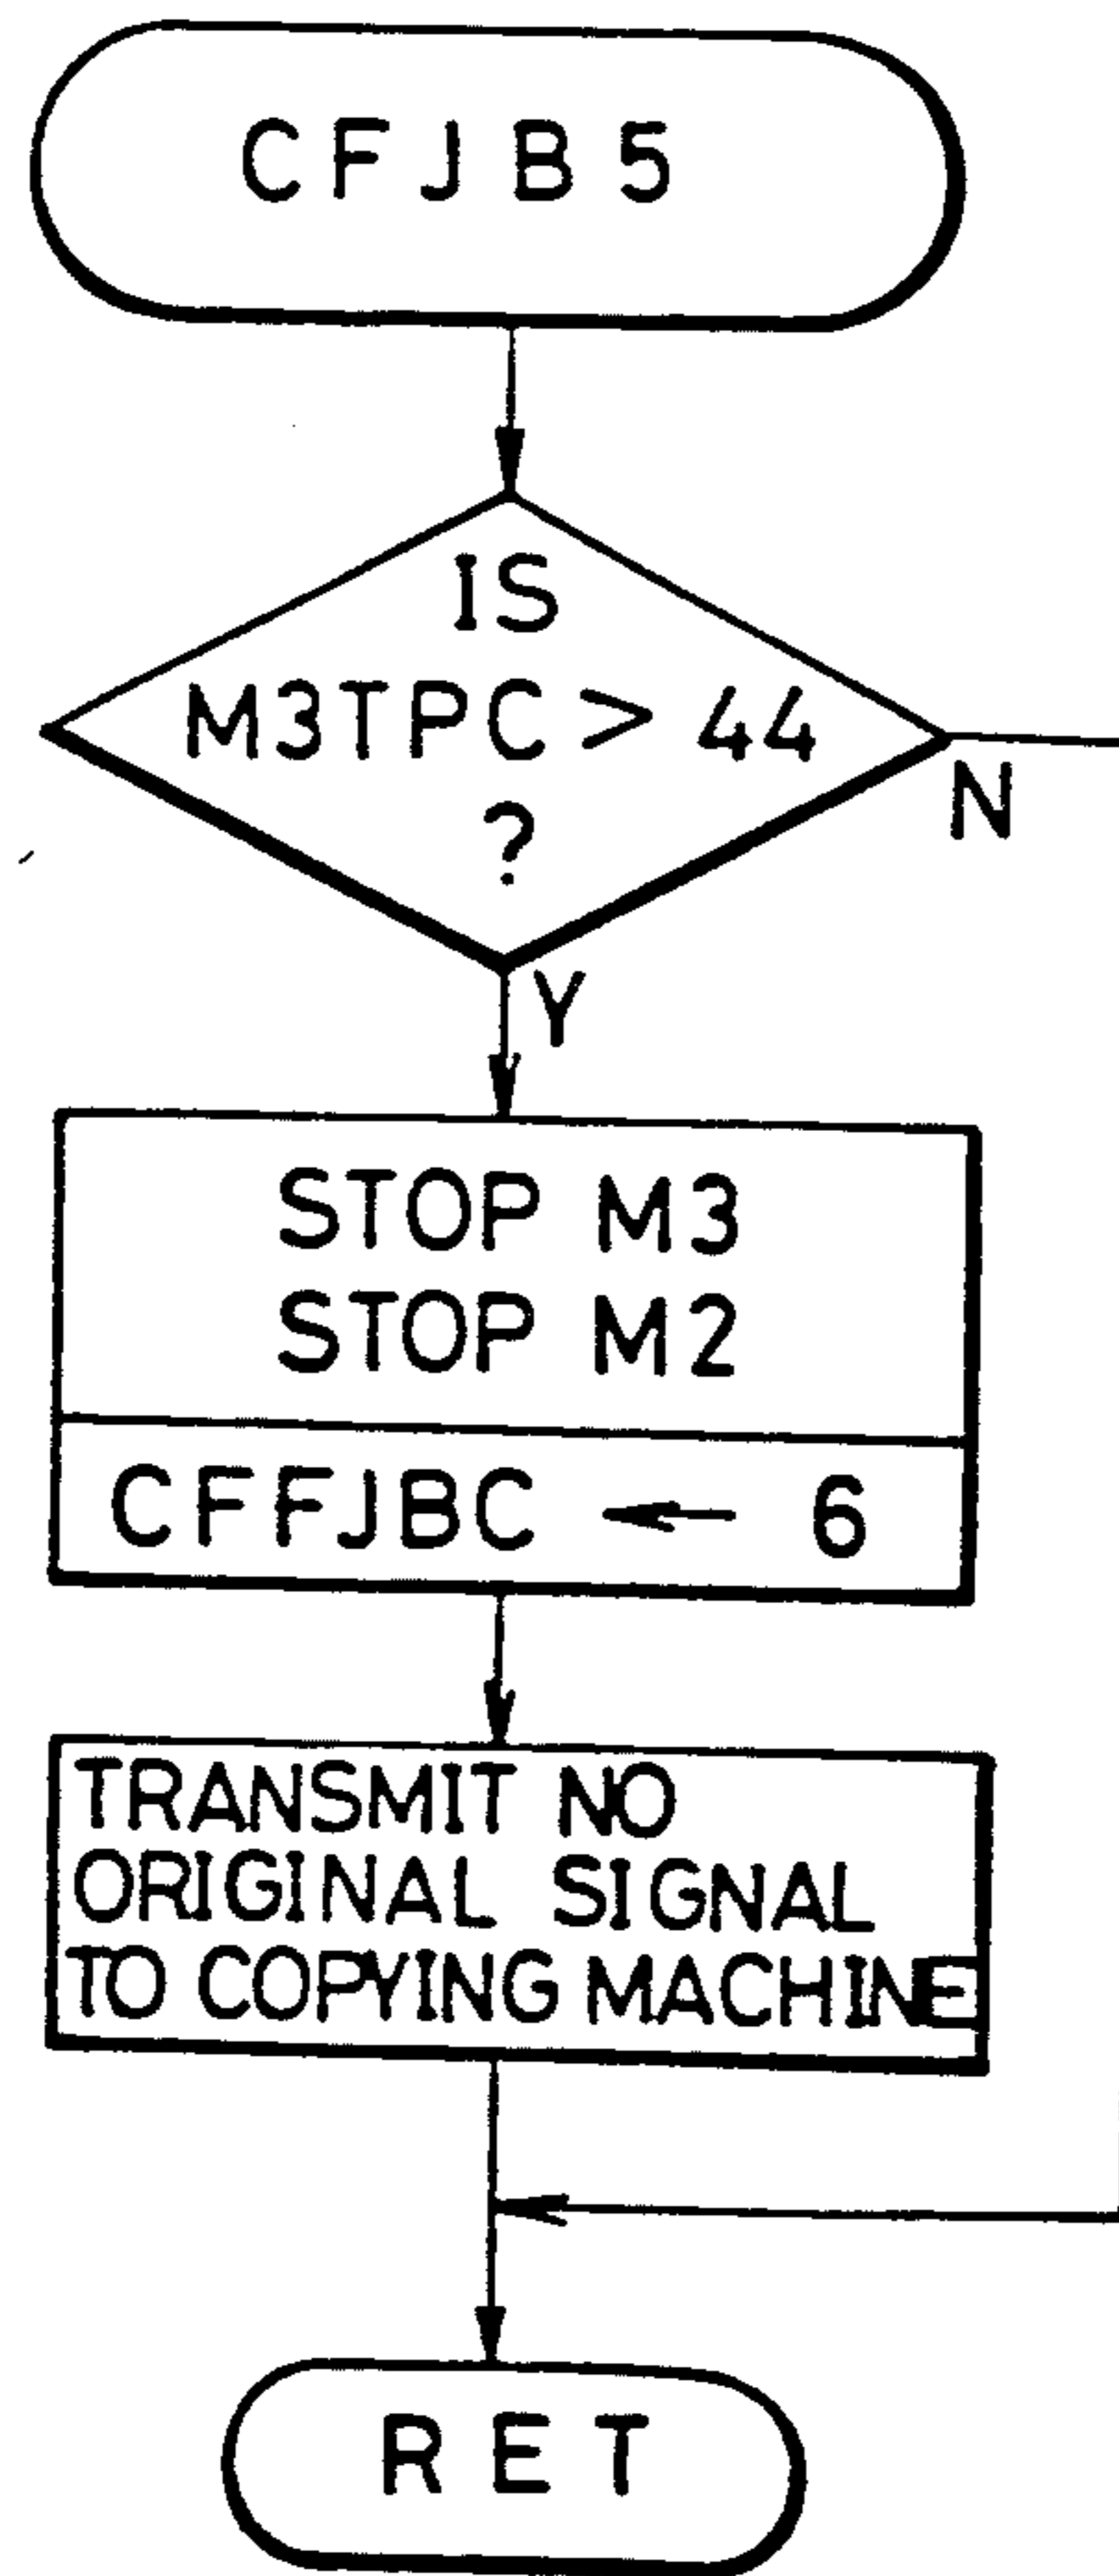 CFJB5
IS
M3TPC > 44
?
N
Y
STOP M3
STOP M2
CFFJBC ← 6
TRANSMIT NO
ORIGINAL SIGNAL
TO COPYING MACHINE
RET